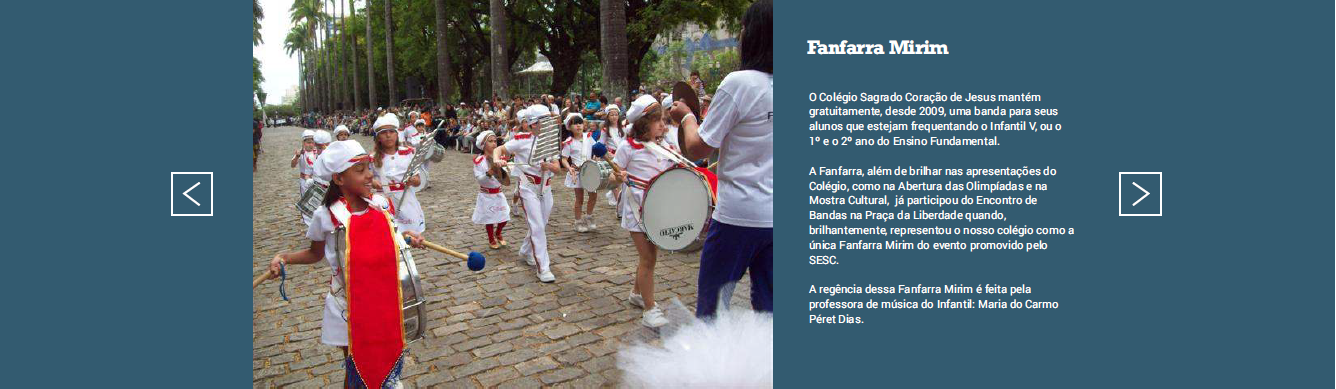 Fanfarra Mirim
O Colégio Sagrado Coração de Jesus mantém
gratuitamente, desde 2009, uma banda para seus
alunos que estejam frequentando o Infantil V, ou o
1º e o 2º ano do Ensino Fundamental.
A Fanfarra, além de brilhar nas apresentações do
Colégio, como na Abertura das Olimpíadas e na
Mostra Cultural, já participou do Encontro de
Bandas na Praça da Liberdade quando,
brilhantemente, representou o nosso colégio como a
única Fanfarra Mirim do evento promovido pelo
SESC.
A regência dessa Fanfarra Mirim é feita pela
professora de música do Infantil: Maria do Carmo
Péret Dias.